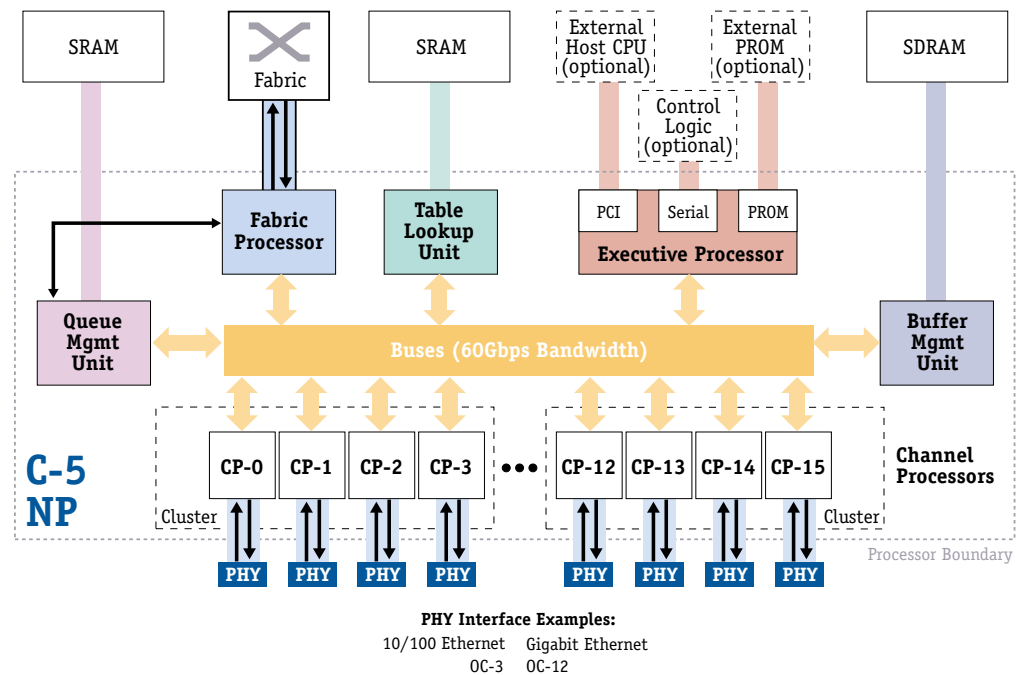 SRAM
Fabric
SRAM
External
Host CPU
(optional)
External
PROM
(optional)
SDRAM
Control
Logic
(optional)
Fabric
Processor
Table
Lookup
Unit
PCI
Serial
PROM
Executive Processor
Queue
Mgmt
Unit
Buses (60Gbps Bandwidth)
Buffer
Mgmt
Unit
C-5
NP
CP-0
CP-1
CP-2
CP-3
CP-12
CP-13
CP-14
CP-15
Channel
Processors
Cluster
Cluster
Processor Boundary
PHY
PHY
PHY
PHY
PHY
PHY
PHY
PHY
PHY Interface Examples:
10/100 Ethernet Gigabit Ethernet
OC-3 OC-12